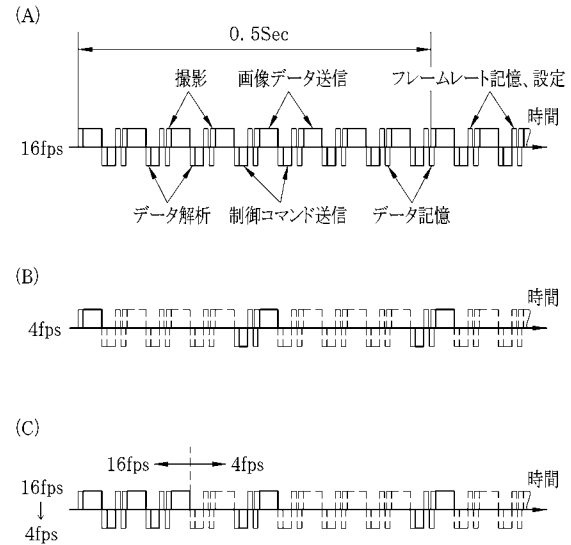 (A)
0.5Sec
撮影 画像データ送信 フレームレート記憶、設定
時間
16fps
データ解析 制御コマンド送信 データ記憶
(B)
時間
4fps
(C)
16fps 4fps
時間
16fps
↓
4fps